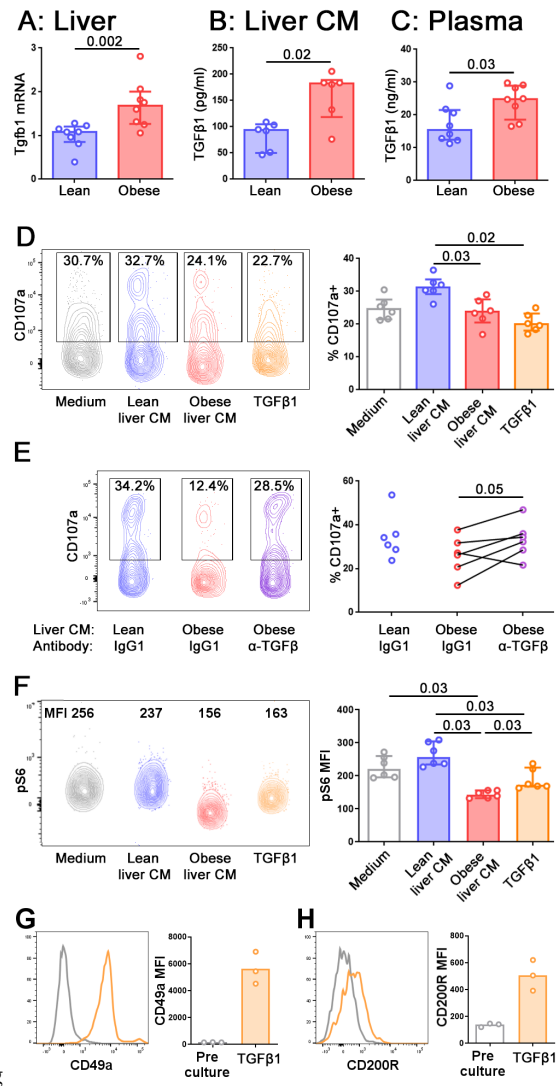 A: Liver
B: Liver CM
C: Plasma
0.002
0.02
0.03
Tgfb1 mRNA
3
2
1
0
Lean
Obese
TGFβ1 (pg/ml)
250
200
150
100
50
0
Lean
Obese
TGFβ1 (ng/ml)
40
30
20
10
0
Lean
Obese
D
CD107a
30.7%
32.7%
24.1%
22.7%
Medium
Lean
liver CM
Obese
liver CM
TGFβ1
% CD107a+
40
30
20
10
0
0.02
0.03
Medium
Lean
liver CM
Obese
liver CM
TGFβ1
E
CD107a
34.2%
12.4%
28.5%
Liver CM:
Lean
Obese
Obese
Antibody:
IgG1
IgG1
α-TGFβ
% CD107a+
60
40
20
0
0.05
Lean
IgG1
Obese
IgG1
Obese
α-TGFβ
F
pS6
MFI
256
237
156
163
Medium
Lean
liver CM
Obese
liver CM
TGFβ1
pS6 MFI
400
300
200
100
0
0.03
0.03
0.03
0.03
Medium
Lean
liver CM
Obese
liver CM
TGFβ1
G
CD49a
CD49a MFI
8000
6000
4000
2000
0
Pre
culture
TGFβ1
H
CD200R
CD200R MFI
800
600
400
200
0
Pre
culture
TGFβ1